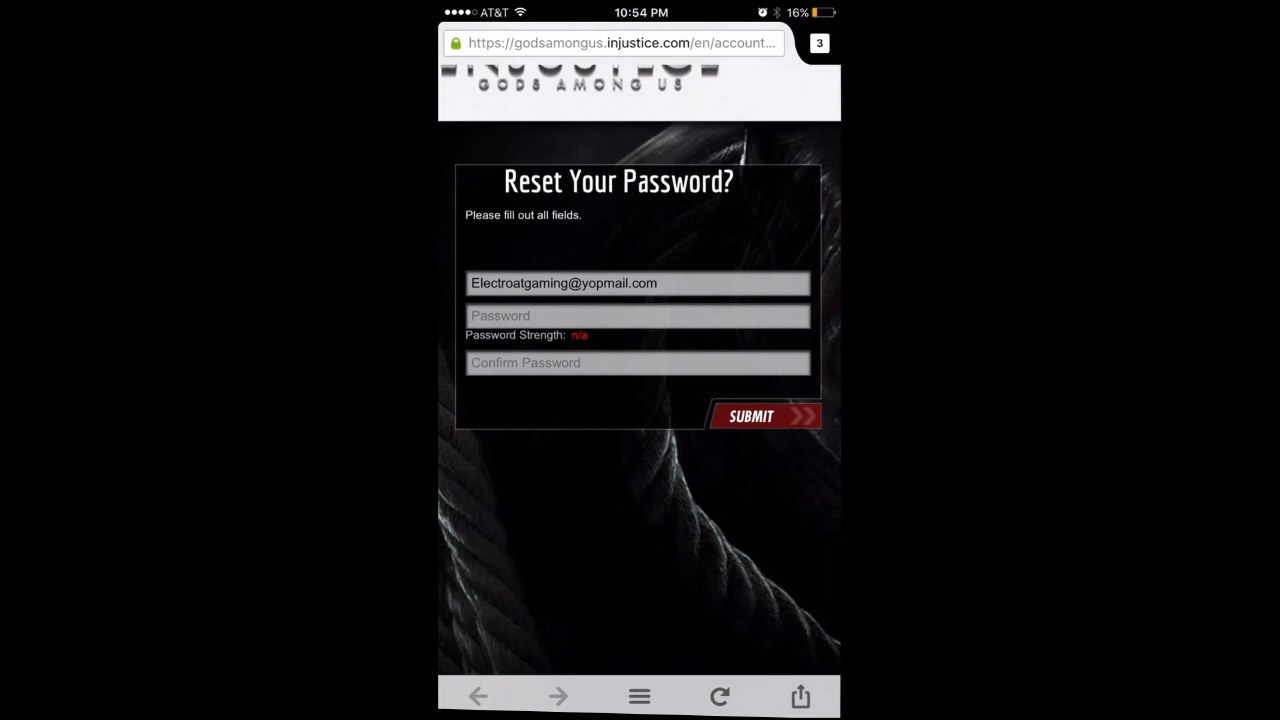 AT&T 10:54 PM 16%
https://godsamongus.injustice.com/en/account... 3
INJUSTICE
GODS AMONG US
Reset Your Password?
Please fill out all fields.
Electroatgaming@yopmail.com
Password
Password Strength: n/a
Confirm Password
SUBMIT